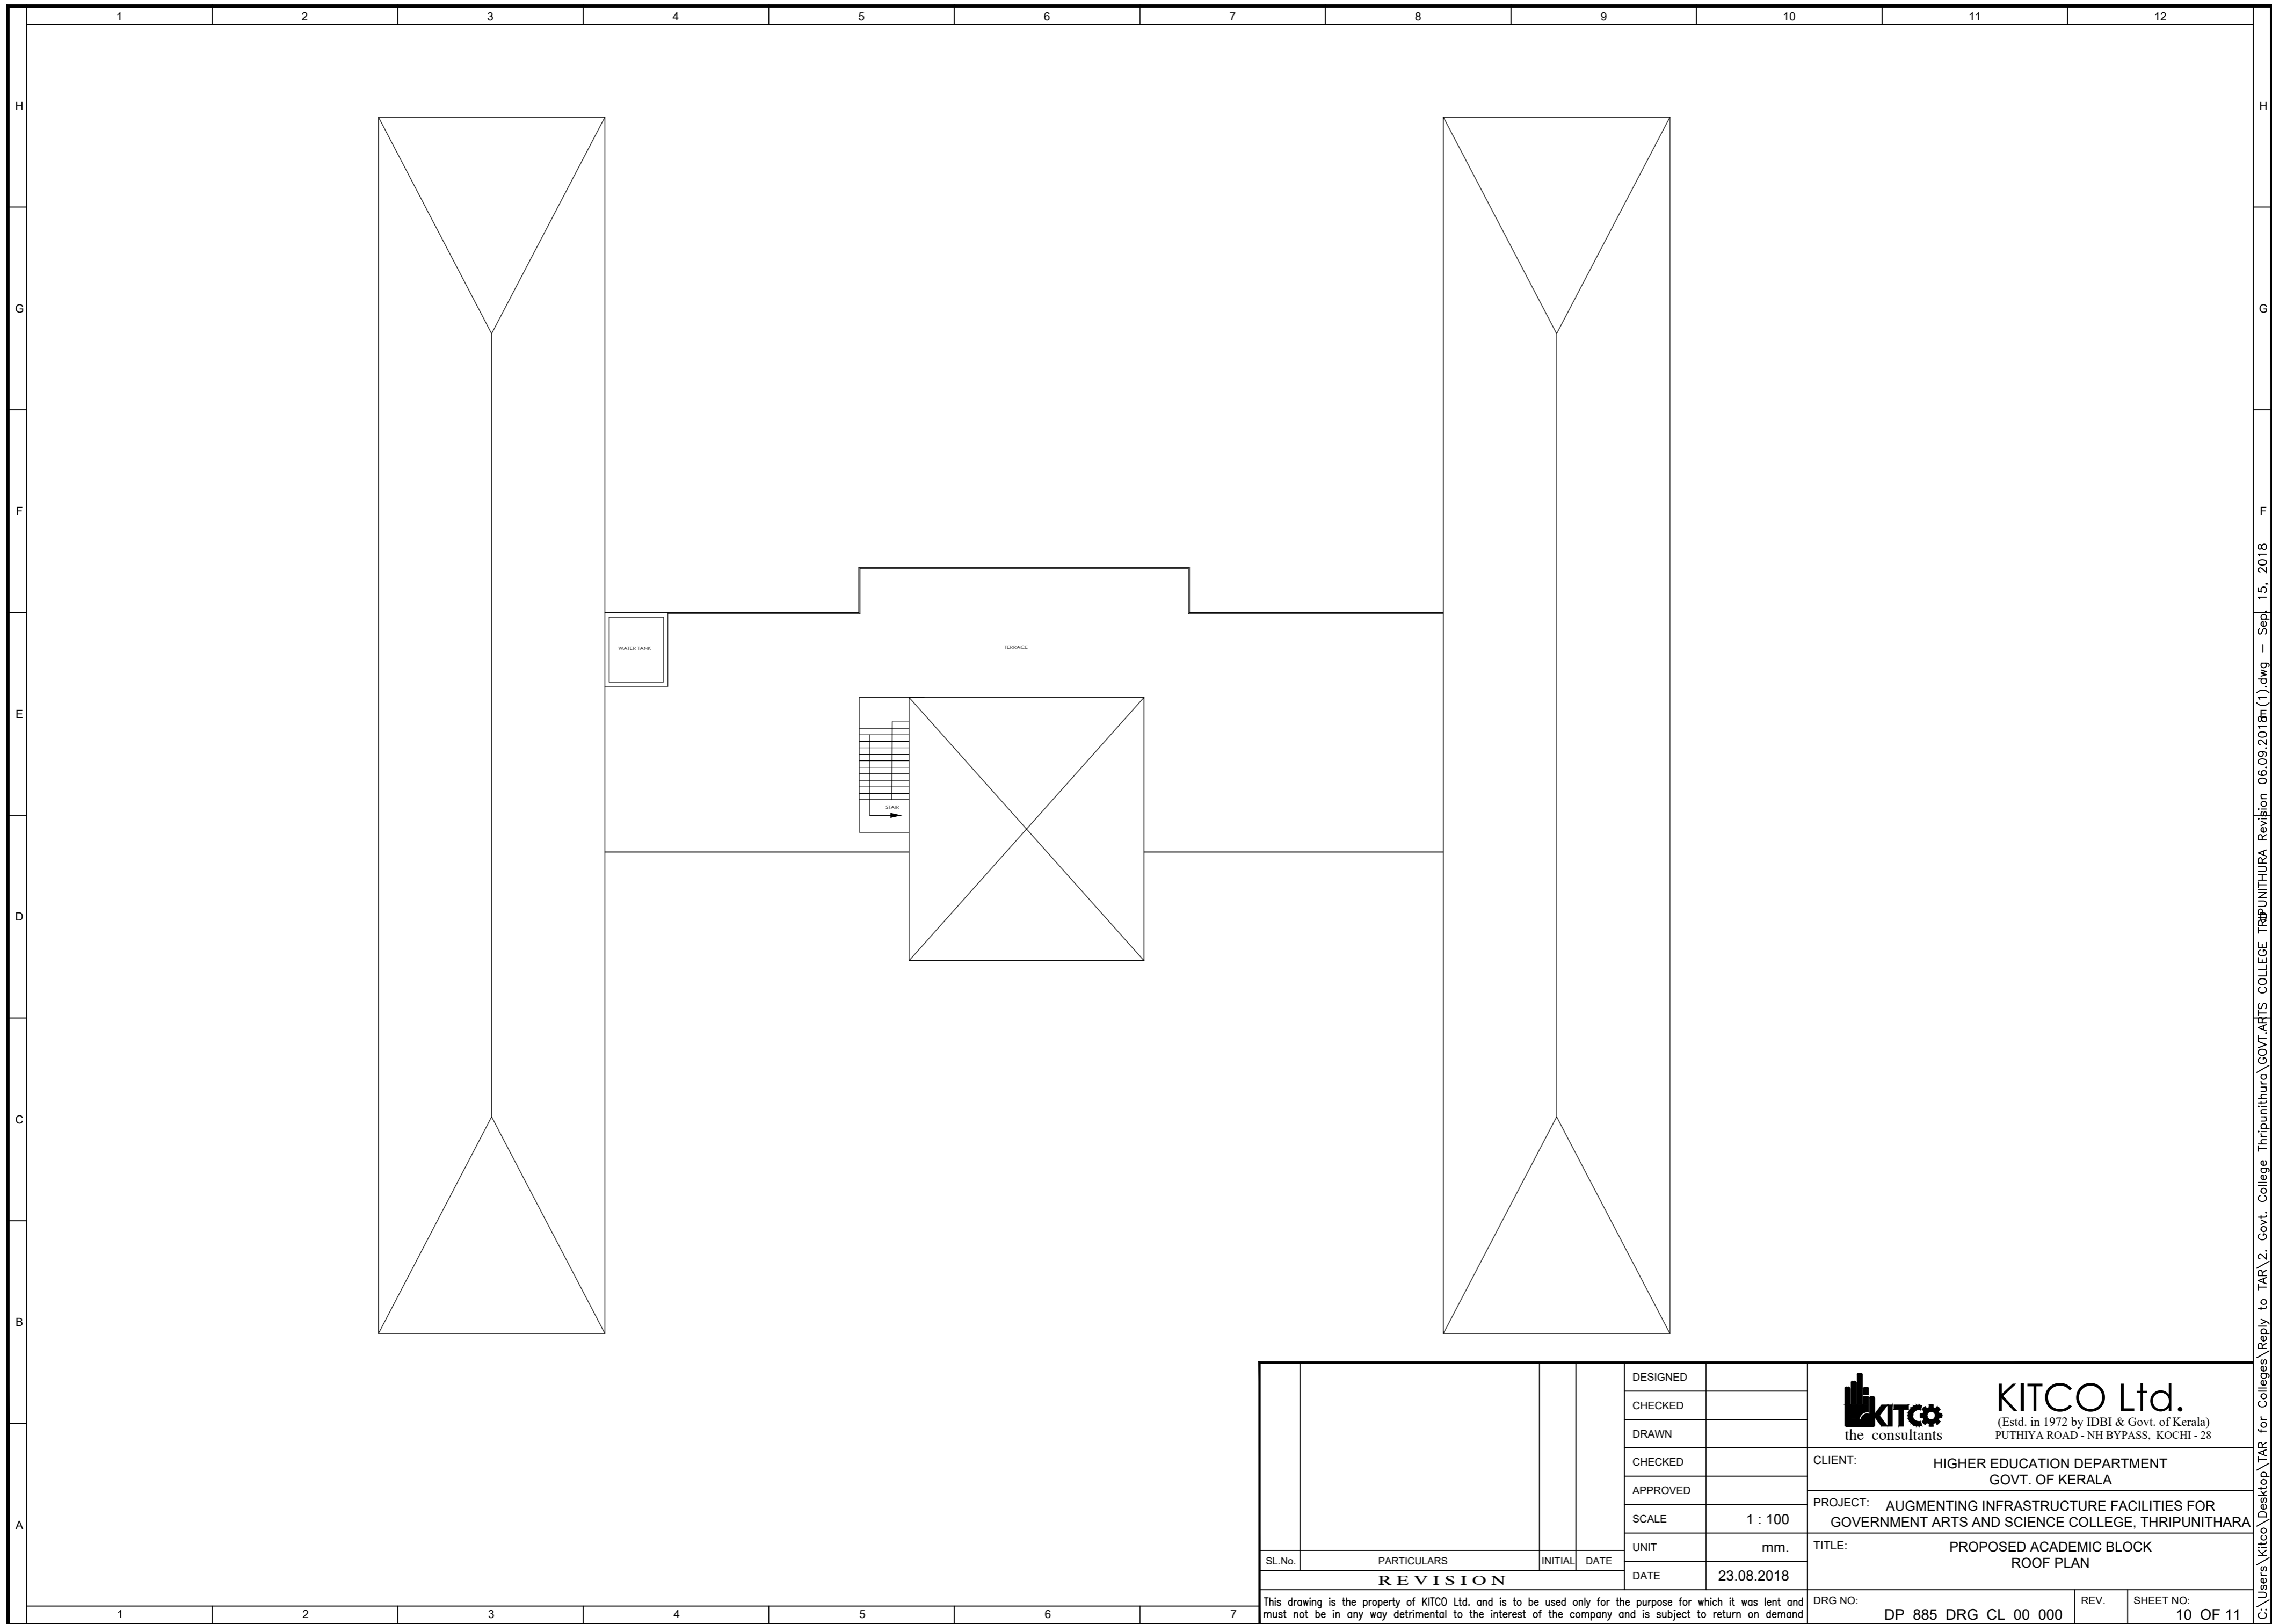 1 2 3 4 5 6 7 8 9 10 11 12
H H
G G
F F
WATER TANK
TERRACE
E
STAIR
D
C
B
A
DESIGNED
CHECKED
DRAWN
CHECKED
APPROVED
SCALE 1 : 100
UNIT mm.
DATE 23.08.2018
SL.No. PARTICULARS INITIAL DATE
REVISION
KITCO
the consultants
KITCO Ltd.
(Estd. in 1972 by IDBI & Govt. of Kerala)
PUTHIYA ROAD - NH BYPASS, KOCHI - 28
CLIENT: HIGHER EDUCATION DEPARTMENT
GOVT. OF KERALA
PROJECT: AUGMENTING INFRASTRUCTURE FACILITIES FOR
GOVERNMENT ARTS AND SCIENCE COLLEGE, THRIPUNITHARA
TITLE: PROPOSED ACADEMIC BLOCK
ROOF PLAN
This drawing is the property of KITCO Ltd. and is to be used only for the purpose for which it was lent and
must not be in any way detrimental to the interest of the company and is subject to return on demand
DRG NO: DP 885 DRG CL 00 000
REV.
SHEET NO: 10 OF 11
1 2 3 4 5 6 7
C:\Users\Kitco\Desktop\TAR for Colleges\Reply to TAR\2. Govt. College Thripunithura\GOVT.ARTS COLLEGE TRIPUNITHURA Revision 06.09.2018 (1).dwg - Sep. 15, 2018